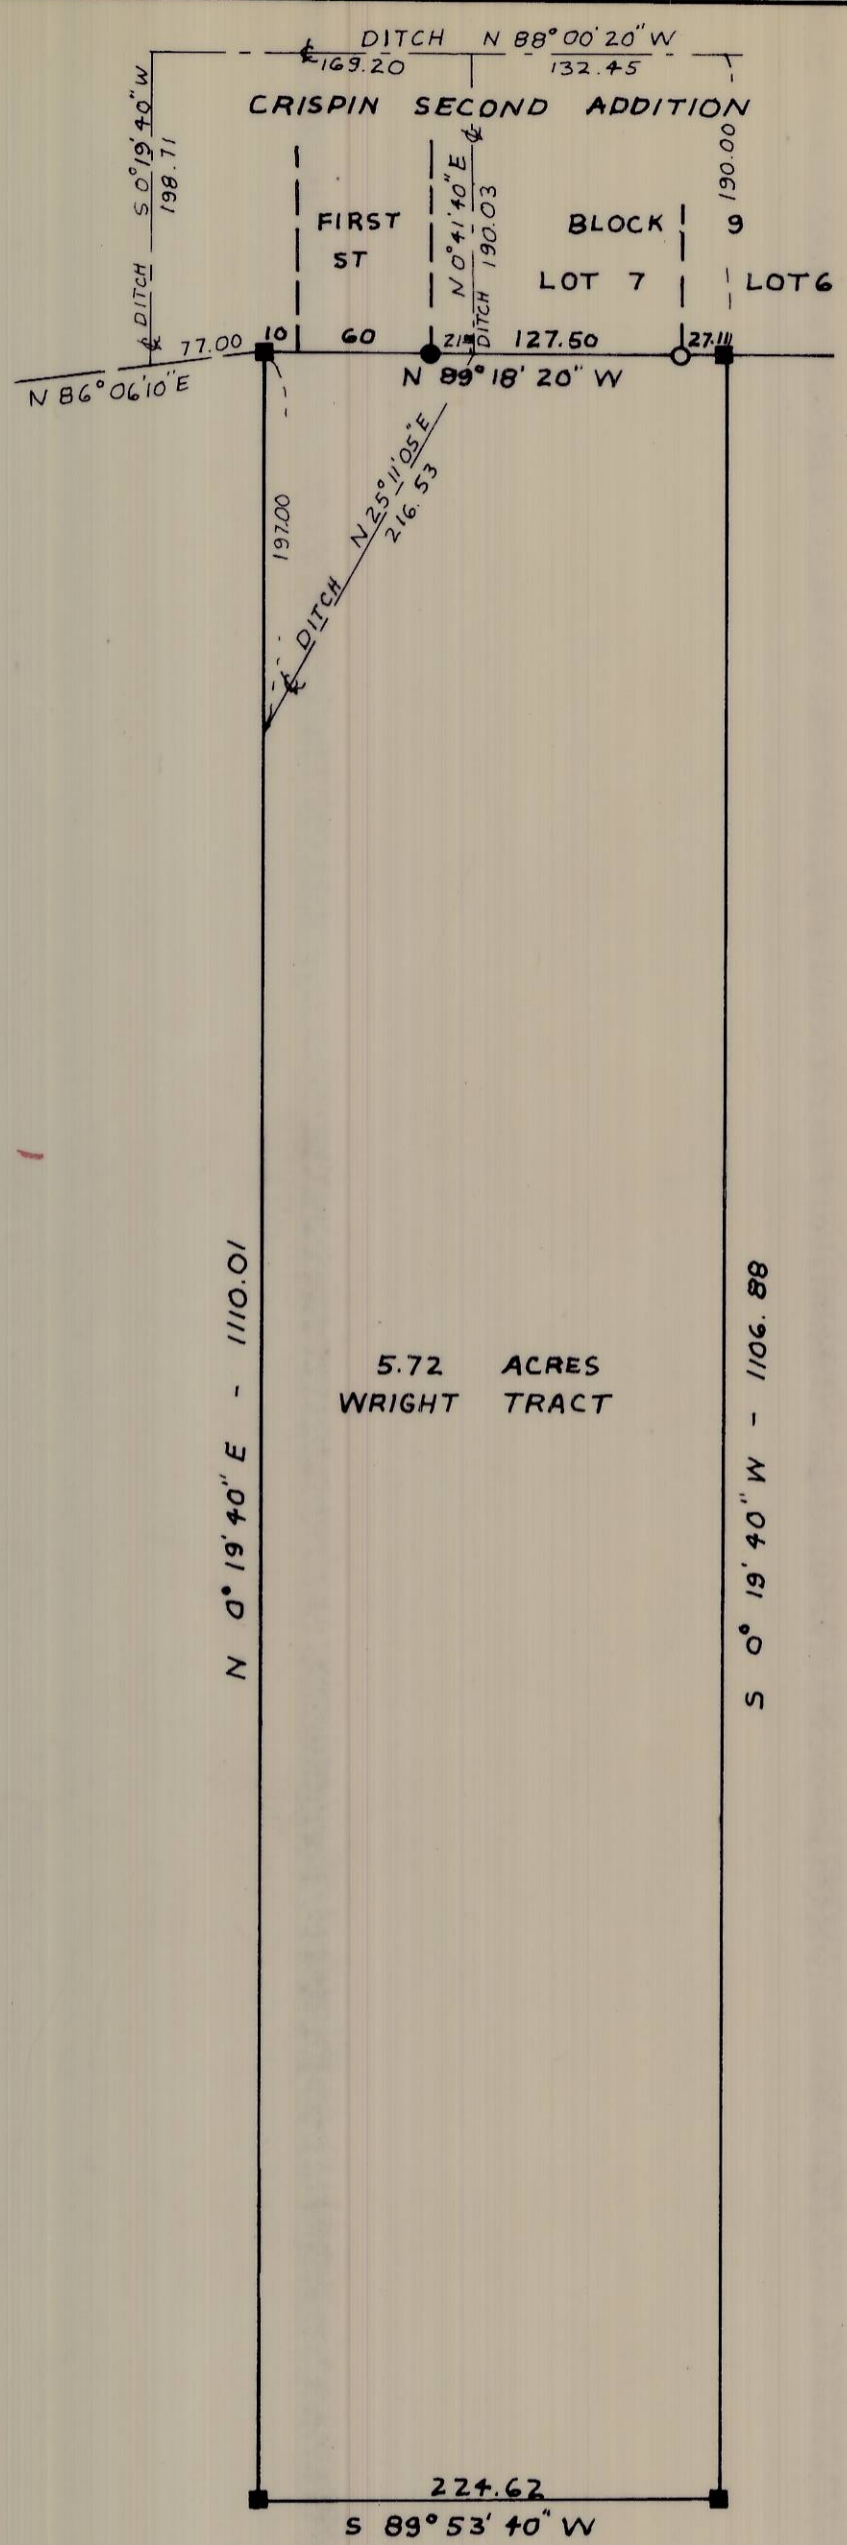 DITCH N 88° 00' 20" W
℄ 169.20 132.45
S 0° 19' 40" W
198.71
DITCH
℄
CRISPIN SECOND ADDITION
190.00
N 0° 41' 40" E ℄
DITCH 190.03
FIRST
ST
BLOCK 9
LOT 7
LOT 6
77.00 10 60 127.50 27.11
N 86° 06' 10" E
N 89° 18' 20" W
197.00
N 25° 11' 05" E
216.53
℄ DITCH
N 0° 19' 40" E - 1110.01
S 0° 19' 40" W - 1106.88
5.72 ACRES
WRIGHT TRACT
224.62
S 89° 53' 40" W